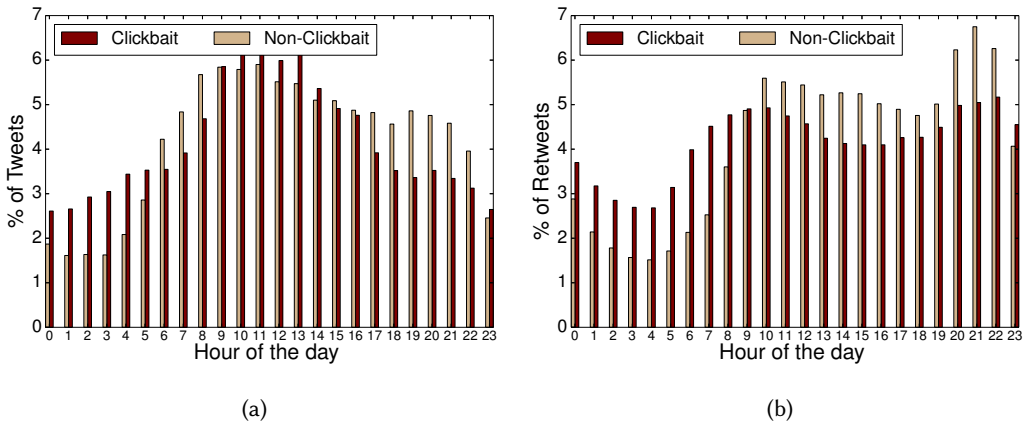 7
6
5
4
3
2
1
0
% of Tweets
Clickbait Non-Clickbait
0 1 2 3 4 5 6 7 8 9 10 11 12 13 14 15 16 17 18 19 20 21 22 23
Hour of the day
(a)
7
6
5
4
3
2
1
0
% of Retweets
Clickbait Non-Clickbait
0 1 2 3 4 5 6 7 8 9 10 11 12 13 14 15 16 17 18 19 20 21 22 23
Hour of the day
(b)